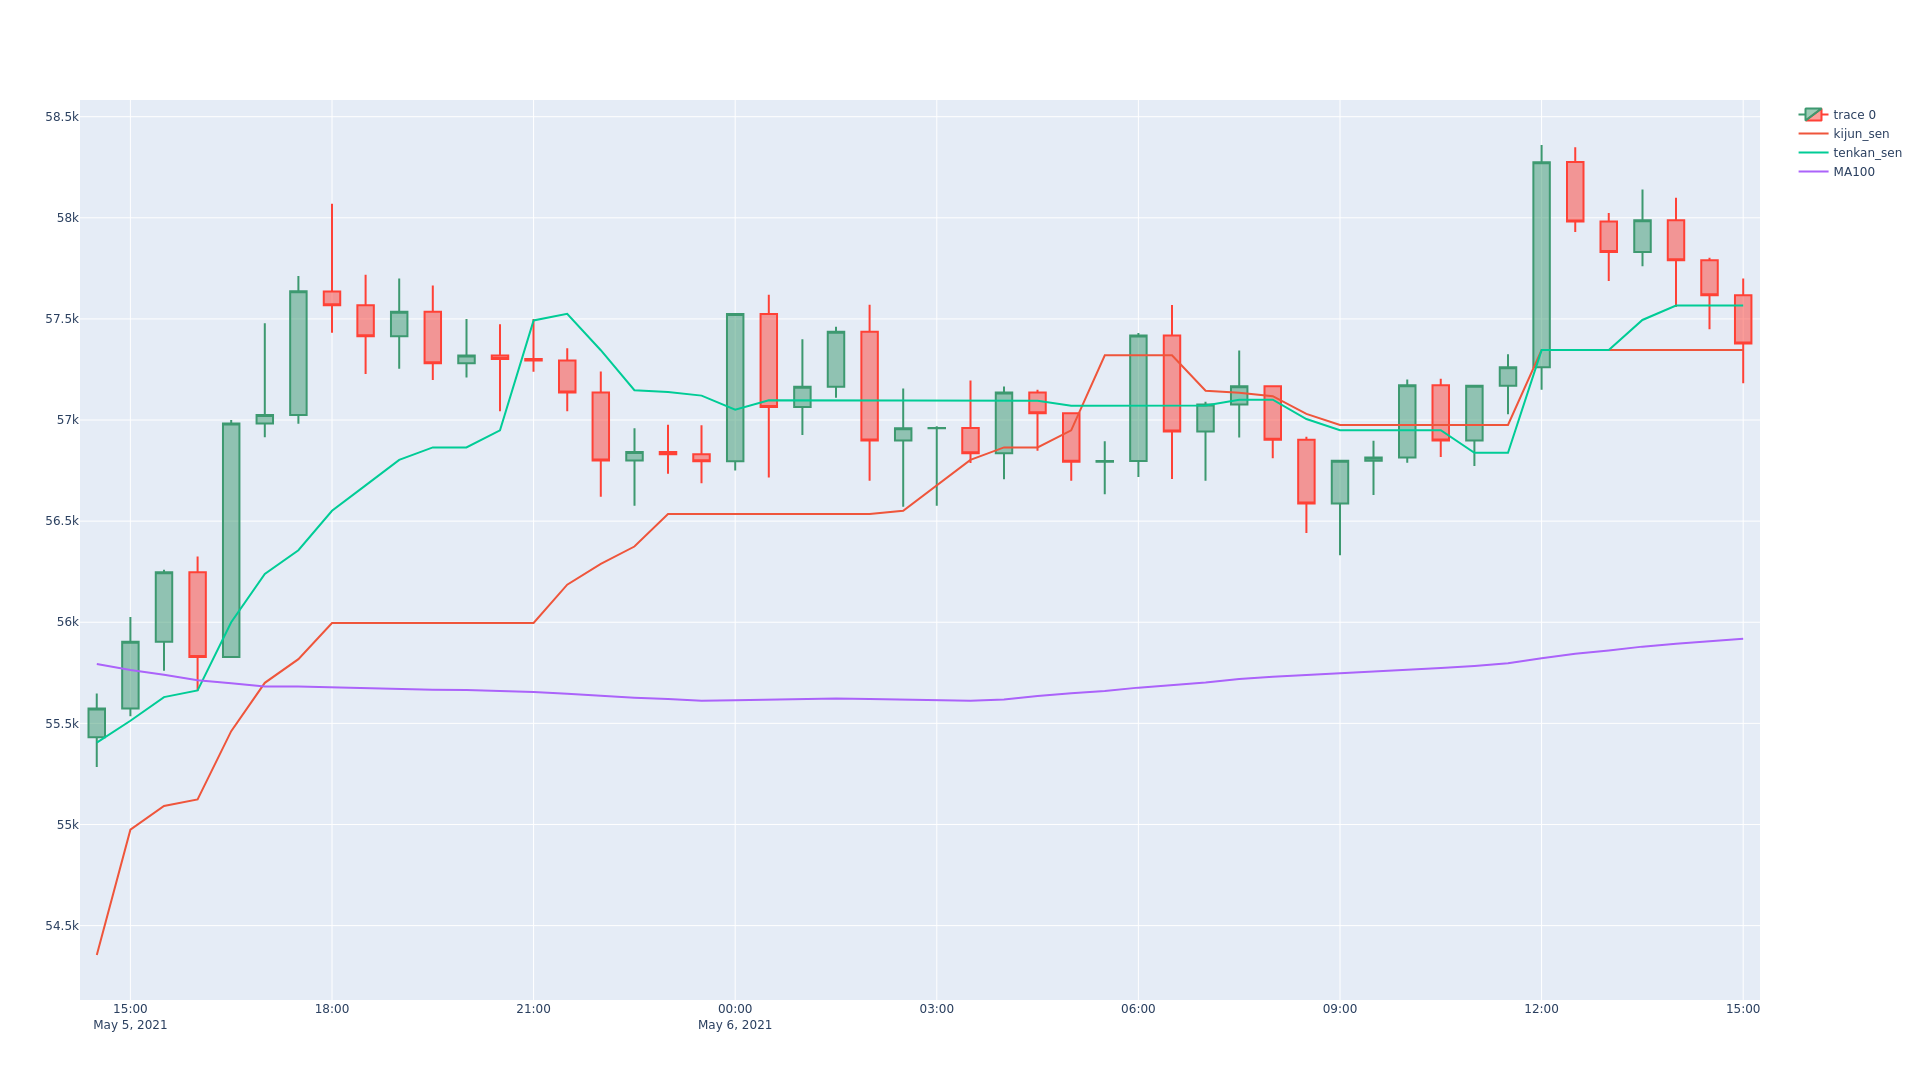 58.5k
58k
57.5k
57k
56.5k
56k
55.5k
55k
54.5k
15:00
May 5, 2021
18:00
21:00
00:00
May 6, 2021
03:00
06:00
09:00
12:00
15:00
trace 0
kijun_sen
tenkan_sen
MA100